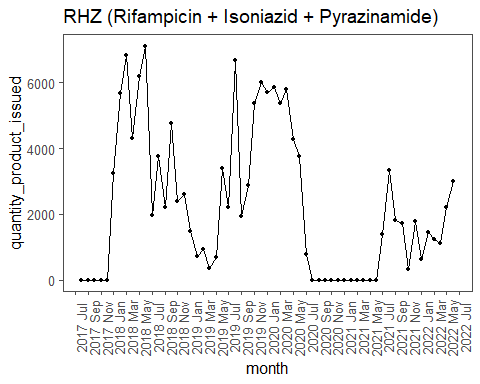 RHZ (Rifampicin + Isoniazid + Pyrazinamide)
quantity_product_issued
6000
4000
2000
0
2017 Jul
2017 Sep
2017 Nov
2018 Jan
2018 Mar
2018 May
2018 Jul
2018 Sep
2018 Nov
2019 Jan
2019 Mar
2019 May
2019 Jul
2019 Sep
2019 Nov
2020 Jan
2020 Mar
2020 May
2020 Jul
2020 Sep
2020 Nov
2021 Jan
2021 Mar
2021 May
2021 Jul
2021 Sep
2021 Nov
2022 Jan
2022 Mar
2022 May
2022 Jul
month